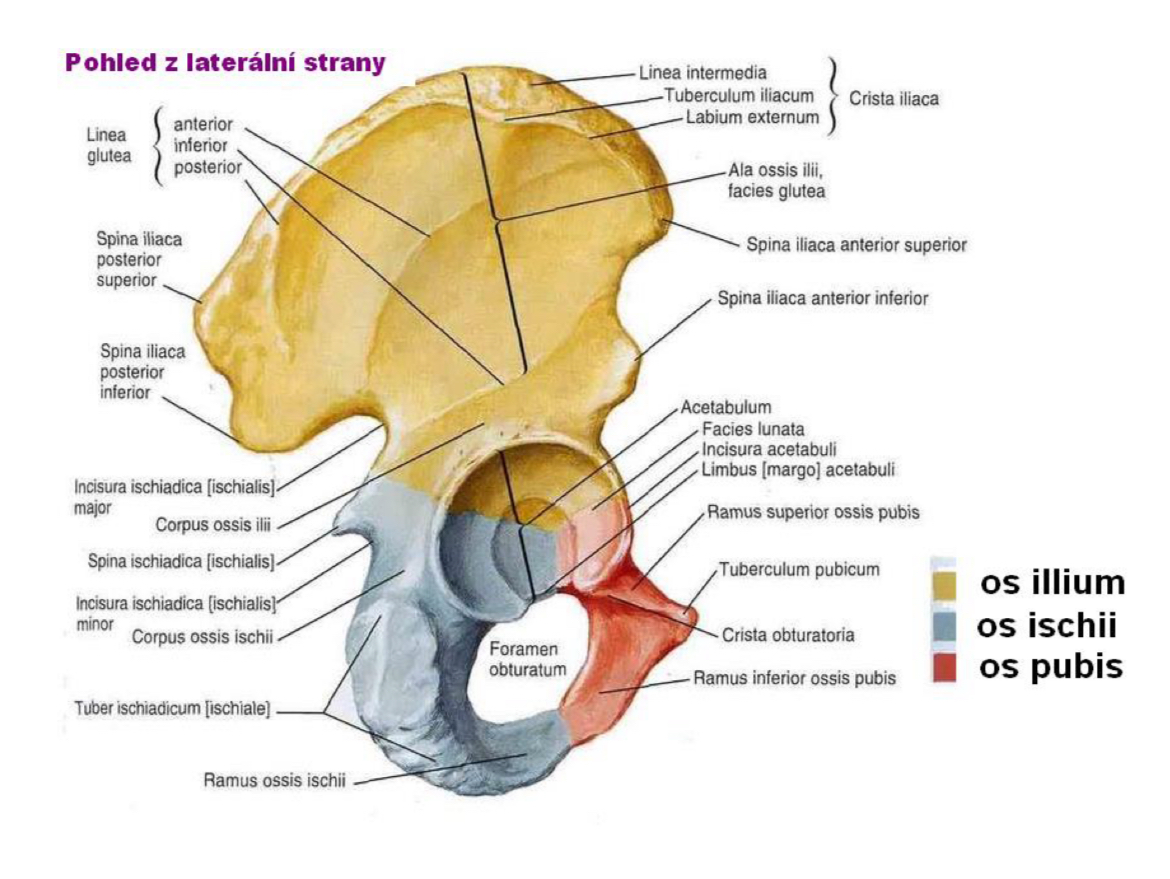 Pohled z laterální strany
Linea intermedia
Tuberculum iliacum
Labium externum
Crista iliaca
Linea
glutea
anterior
inferior
posterior
Ala ossis ilii,
facies glutea
Spina iliaca
posterior
superior
Spina iliaca anterior superior
Spina iliaca anterior inferior
Spina iliaca
posterior
inferior
Acetabulum
Facies lunata
Incisura acetabuli
Limbus [margo] acetabuli
Incisura ischiadica [ischialis]
major
Corpus ossis ilii
Ramus superior ossis pubis
Spina ischiadica [ischialis]
Tuberculum pubicum
Incisura ischiadica [ischialis]
minor
Corpus ossis ischii
Crista obturatoria
Foramen
obturatum
Ramus inferior ossis pubis
Tuber ischiadicum [ischiale]
Ramus ossis ischii
os illium
os ischii
os pubis